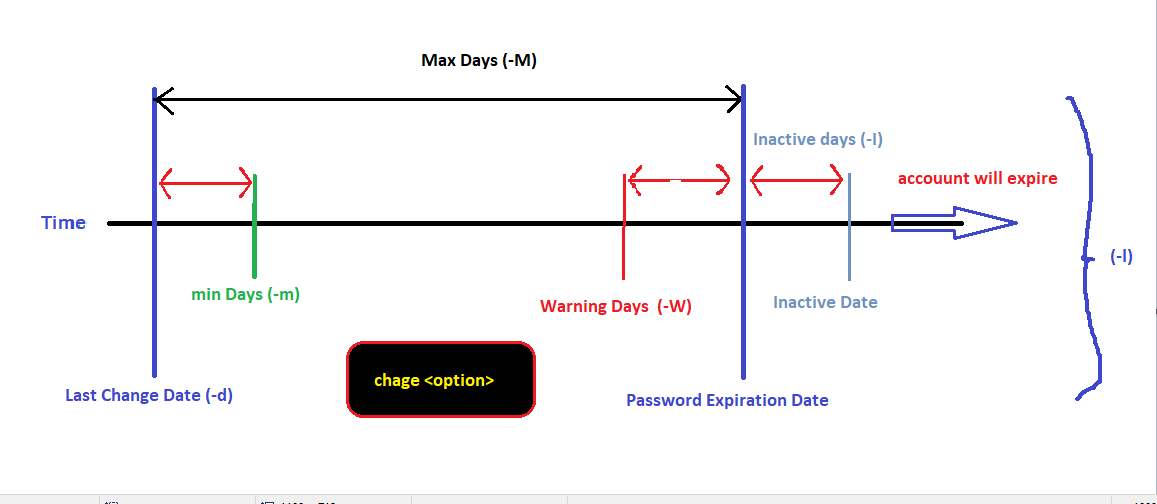 Max Days (-M)
Inactive days (-I)
accouunt will expire
Time
(-l)
min Days (-m)
Warning Days (-W)
Inactive Date
chage <option>
Last Change Date (-d)
Password Expiration Date